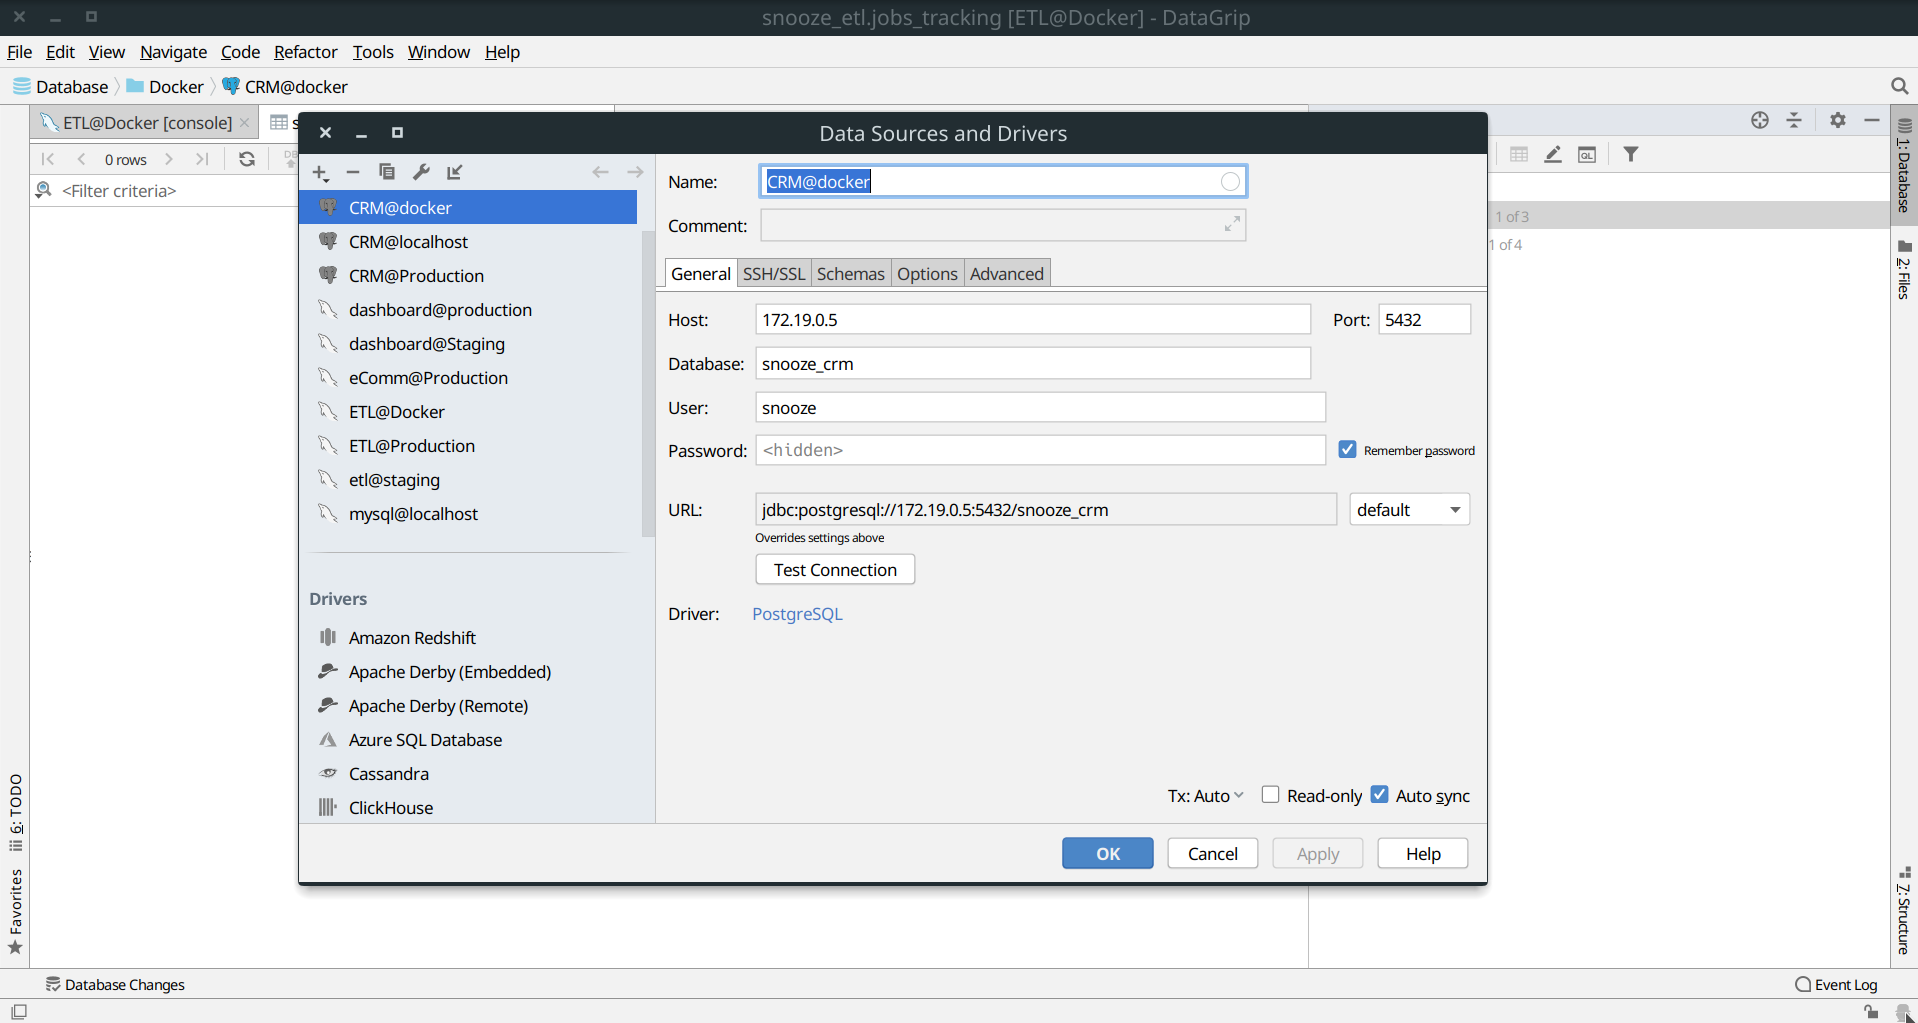 snooze_etl.jobs_tracking [ETL@Docker] - DataGrip
File Edit View Navigate Code Refactor Tools Window Help
Database Docker CRM@docker
ETL@Docker [console] s
0 rows DB
<Filter criteria>
Data Sources and Drivers
CRM@docker
CRM@localhost
CRM@Production
dashboard@production
dashboard@Staging
eComm@Production
ETL@Docker
ETL@Production
etl@staging
mysql@localhost
Drivers
Amazon Redshift
Apache Derby (Embedded)
Apache Derby (Remote)
Azure SQL Database
Cassandra
ClickHouse
Name: CRM@docker
Comment:
General SSH/SSL Schemas Options Advanced
Host: 172.19.0.5 Port: 5432
Database: snooze_crm
User: snooze
Password: <hidden> Remember password
URL: jdbc:postgresql://172.19.0.5:5432/snooze_crm default
Overrides settings above
Test Connection
Driver: PostgreSQL
Tx: Auto Read-only Auto sync
OK Cancel Apply Help
QL
1 of 3
1 of 4
1: Database
2: Files
7: Structure
6: TODO
Favorites
Database Changes Event Log